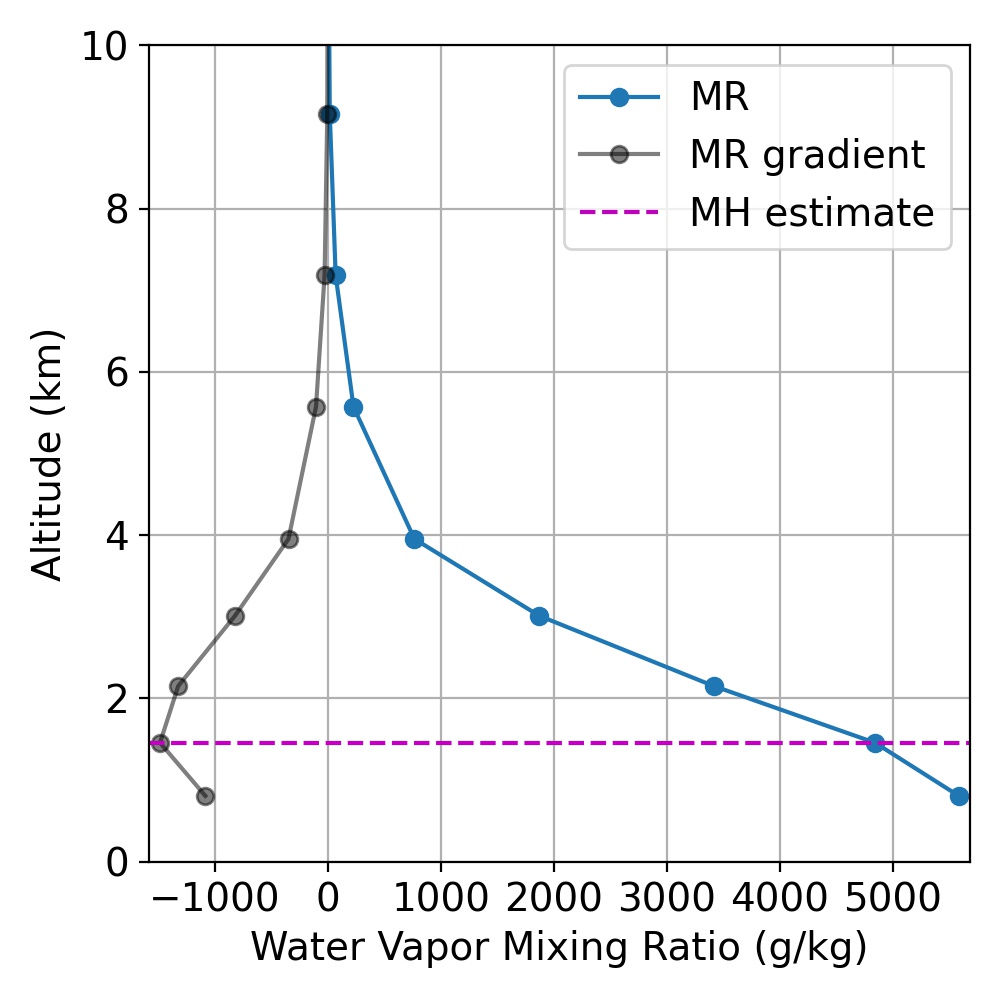 10
8
6
4
2
0
Altitude (km)
MR
MR gradient
MH estimate
−1000 0 1000 2000 3000 4000 5000
Water Vapor Mixing Ratio (g/kg)